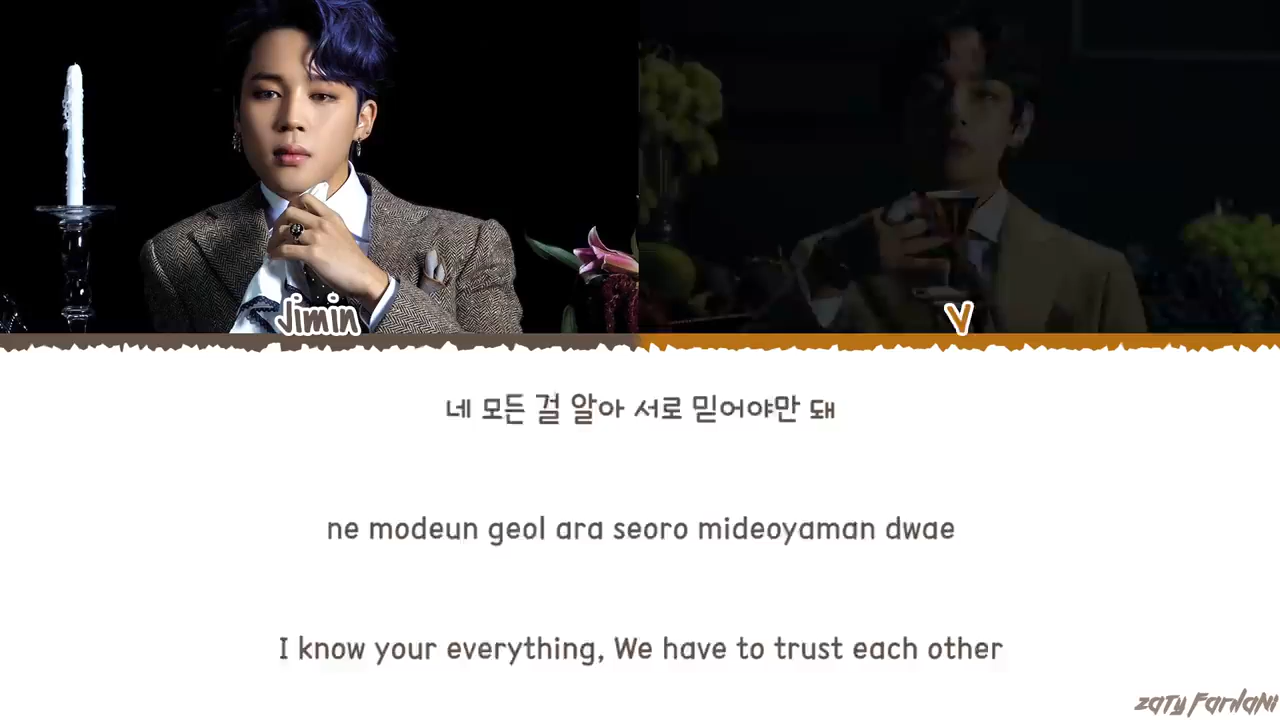 Jimin
V
네 모든 걸 알아 서로 믿어야만 돼
ne modeun geol ara seoro mideoyaman dwae
I know your everything, We have to trust each other
ZaTy FarlaNi